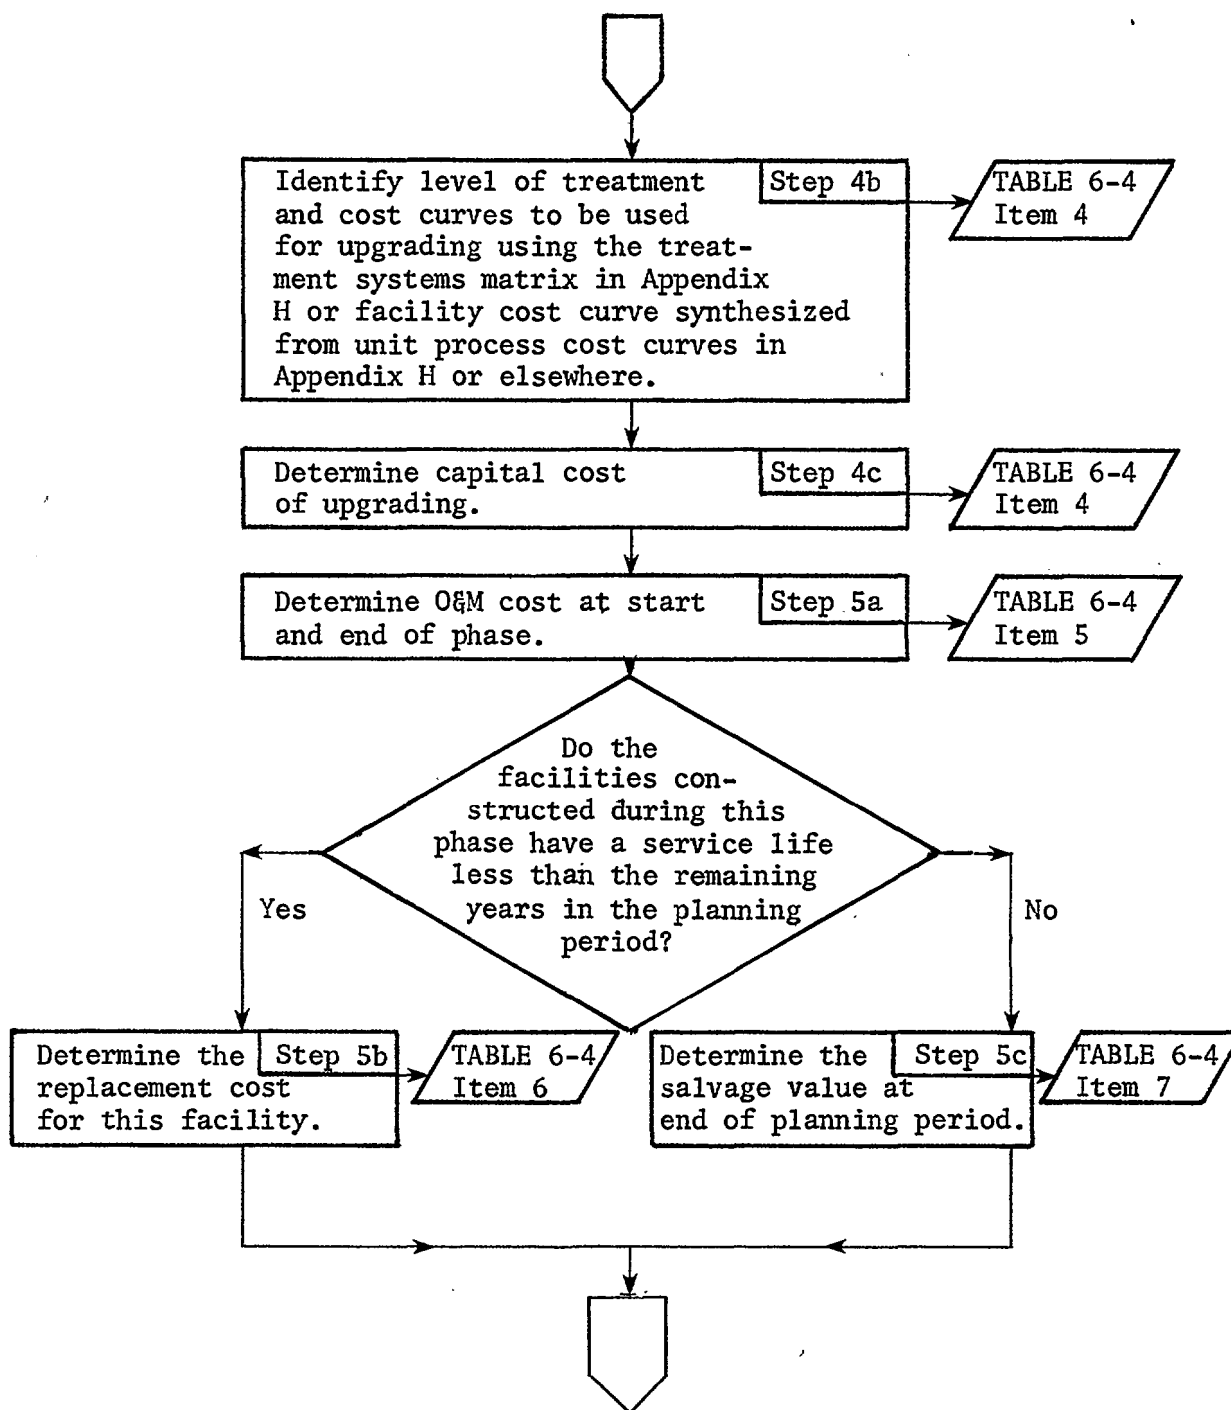 Identify level of treatment
and cost curves to be used
for upgrading using the treat-
ment systems matrix in Appendix
H or facility cost curve synthesized
from unit process cost curves in
Appendix H or elsewhere.
Step 4b
TABLE 6-4
Item 4
Determine capital cost
of upgrading.
Step 4c
TABLE 6-4
Item 4
Determine O&M cost at start
and end of phase.
Step 5a
TABLE 6-4
Item 5
Do the
facilities con-
structed during this
phase have a service life
less than the remaining
years in the planning
period?
Yes
No
Determine the
replacement cost
for this facility.
Step 5b
TABLE 6-4
Item 6
Determine the
salvage value at
end of planning period.
Step 5c
TABLE 6-4
Item 7